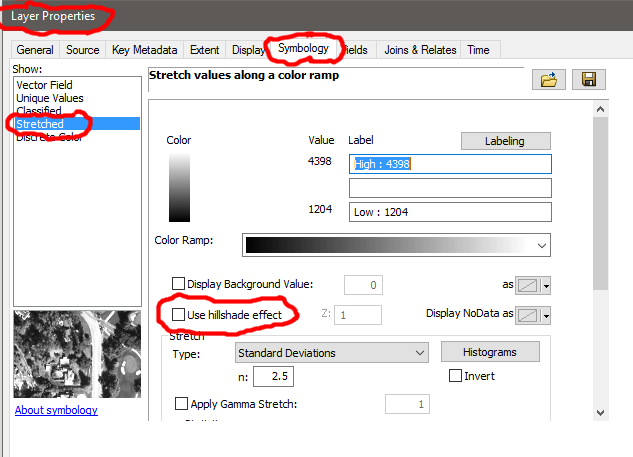 Layer Properties
General Source Key Metadata Extent Display Symbology Fields Joins & Relates Time
Show:
Vector Field
Unique Values
Classified
Stretched
Discrete Color
Stretch values along a color ramp
Color Value Label Labeling
4398 High : 4398
1204 Low : 1204
Color Ramp:
Display Background Value: 0 as
Use hillshade effect Z: 1 Display NoData as
Stretch
Type: Standard Deviations Histograms
n: 2.5 Invert
Apply Gamma Stretch: 1
About symbology